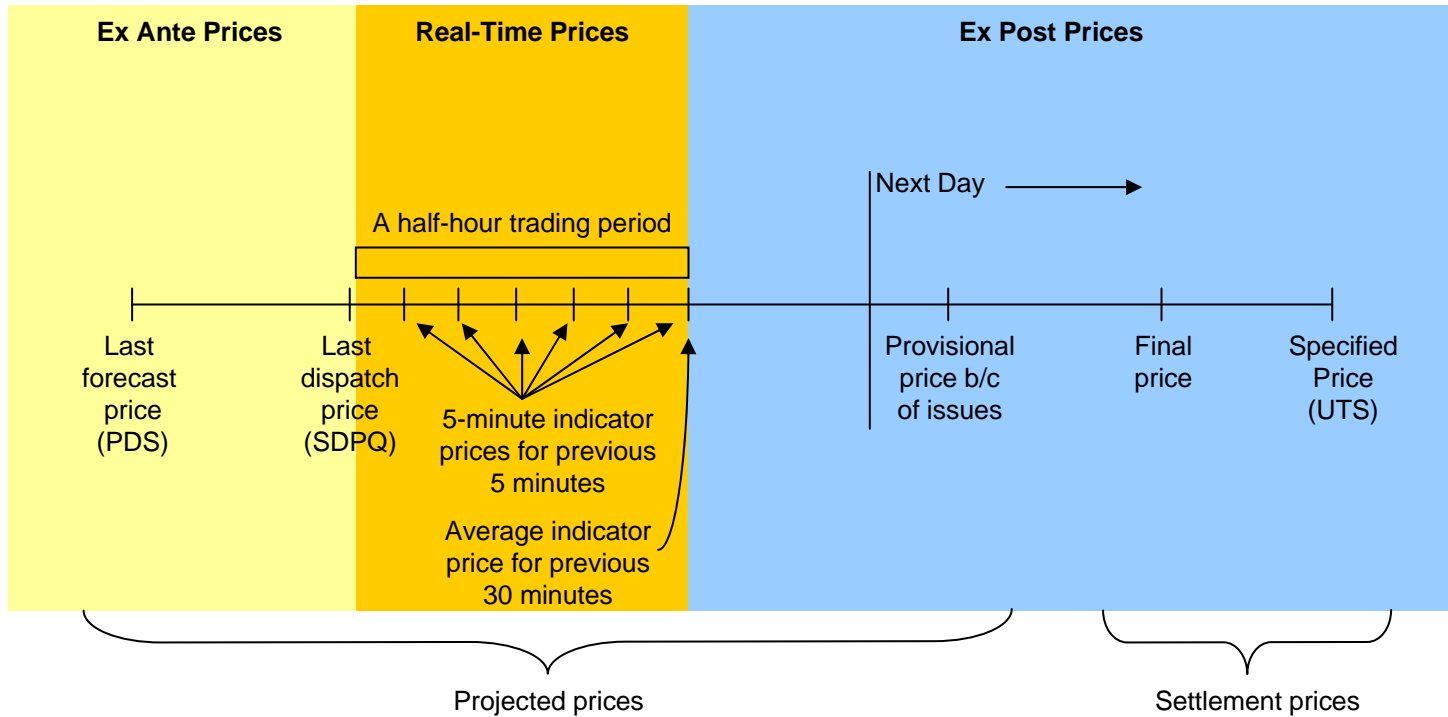 Ex Ante Prices
Real-Time Prices
Ex Post Prices
Next Day
A half-hour trading period
Last
forecast
price
(PDS)
Last
dispatch
price
(SDPQ)
5-minute indicator
prices for previous
5 minutes
Average indicator
price for previous
30 minutes
Provisional
price b/c
of issues
Final
price
Specified
Price
(UTS)
Projected prices
Settlement prices